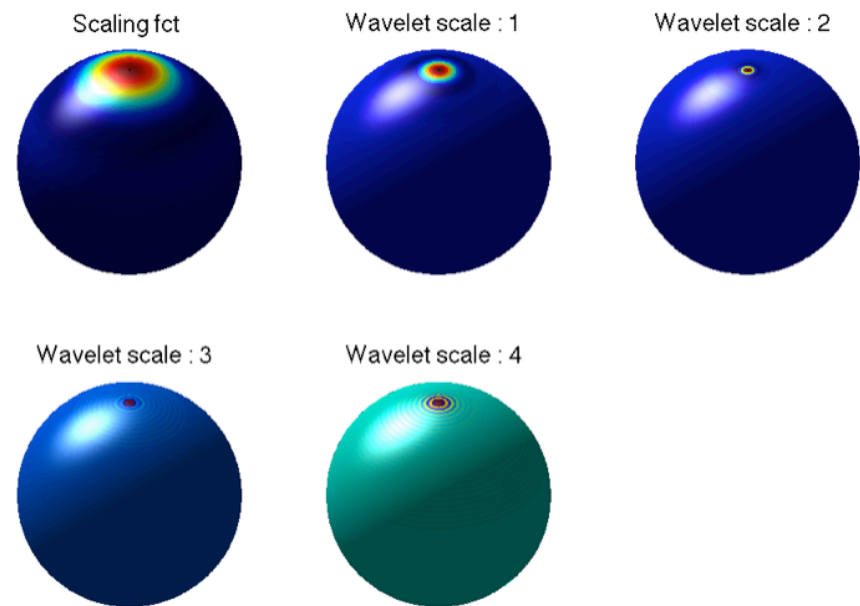 Scaling fct
Wavelet scale : 1
Wavelet scale : 2
Wavelet scale : 3
Wavelet scale : 4